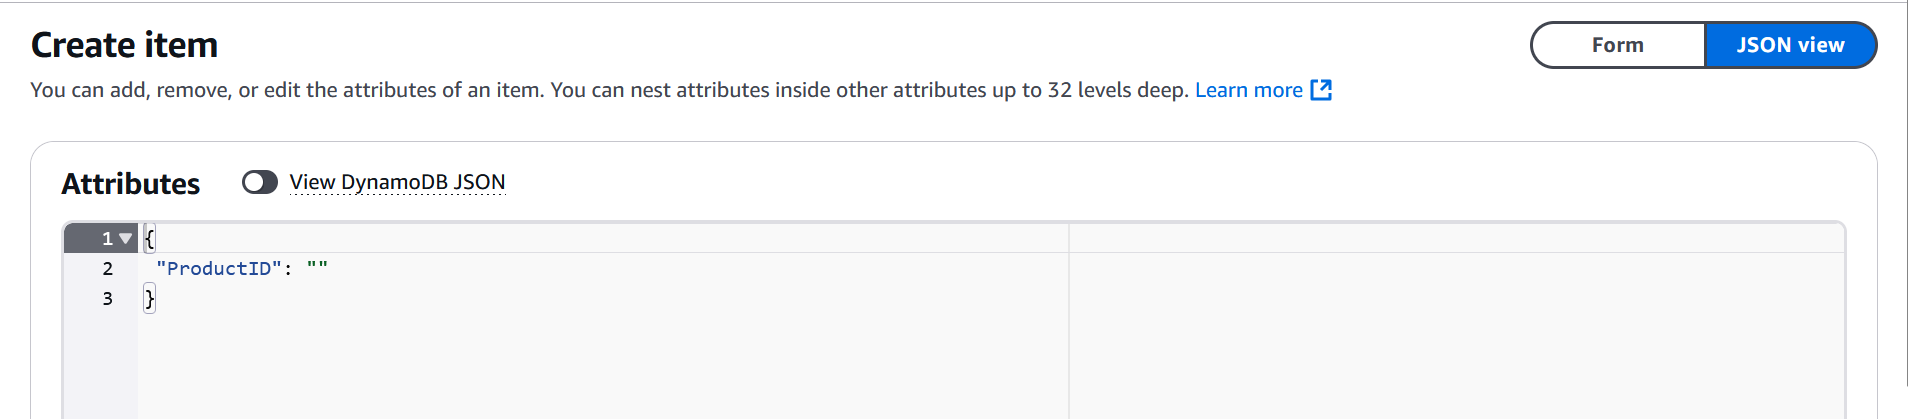 Create item
Form
JSON view
You can add, remove, or edit the attributes of an item. You can nest attributes inside other attributes up to 32 levels deep. Learn more
Attributes
View DynamoDB JSON
1 {
2 "ProductID": ""
3 }